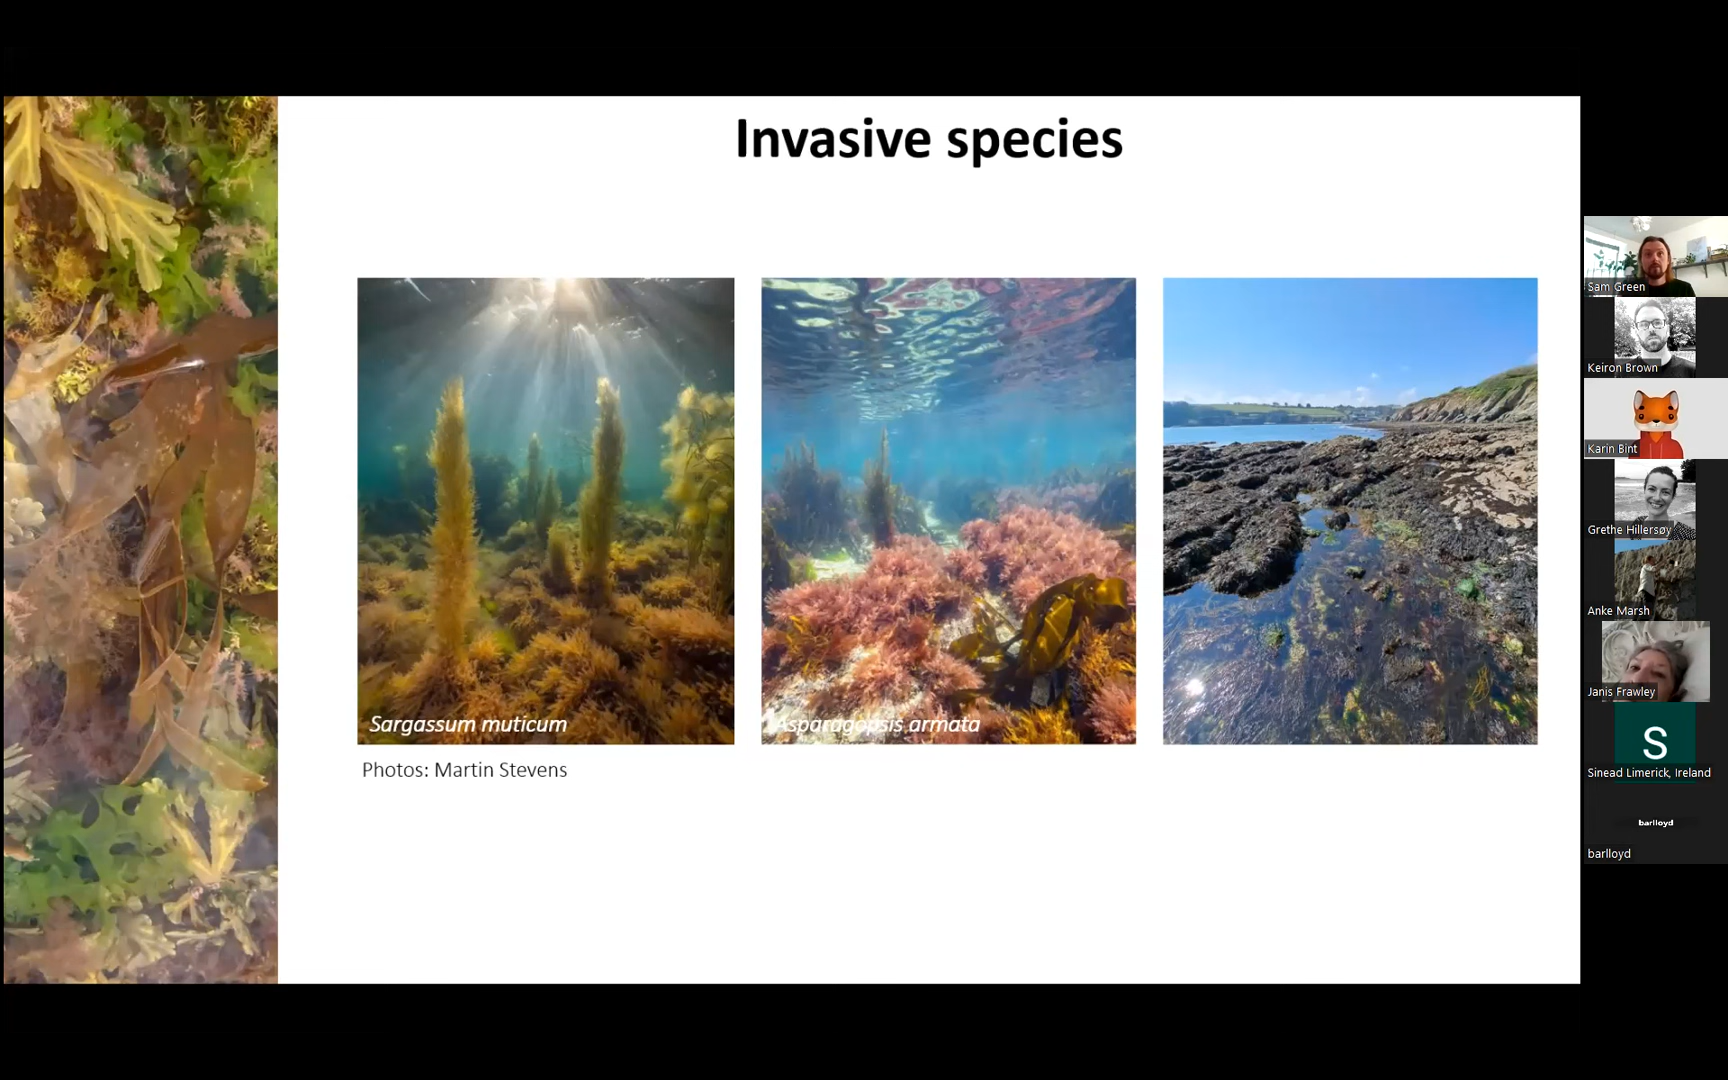 Invasive species
Sargassum muticum
Asparagopsis armata
Photos: Martin Stevens
Sam Green
Keiron Brown
Karin Bint
Grethe Hillersøy
Anke Marsh
Janis Frawley
S
Sinead Limerick, Ireland
barlloyd
barlloyd